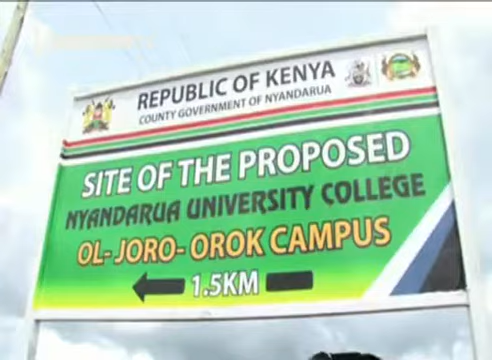 REPUBLIC OF KENYA
COUNTY GOVERNMENT OF NYANDARUA
SITE OF THE PROPOSED
NYANDARUA UNIVERSITY COLLEGE
OL-JORO-OROK CAMPUS
1.5KM